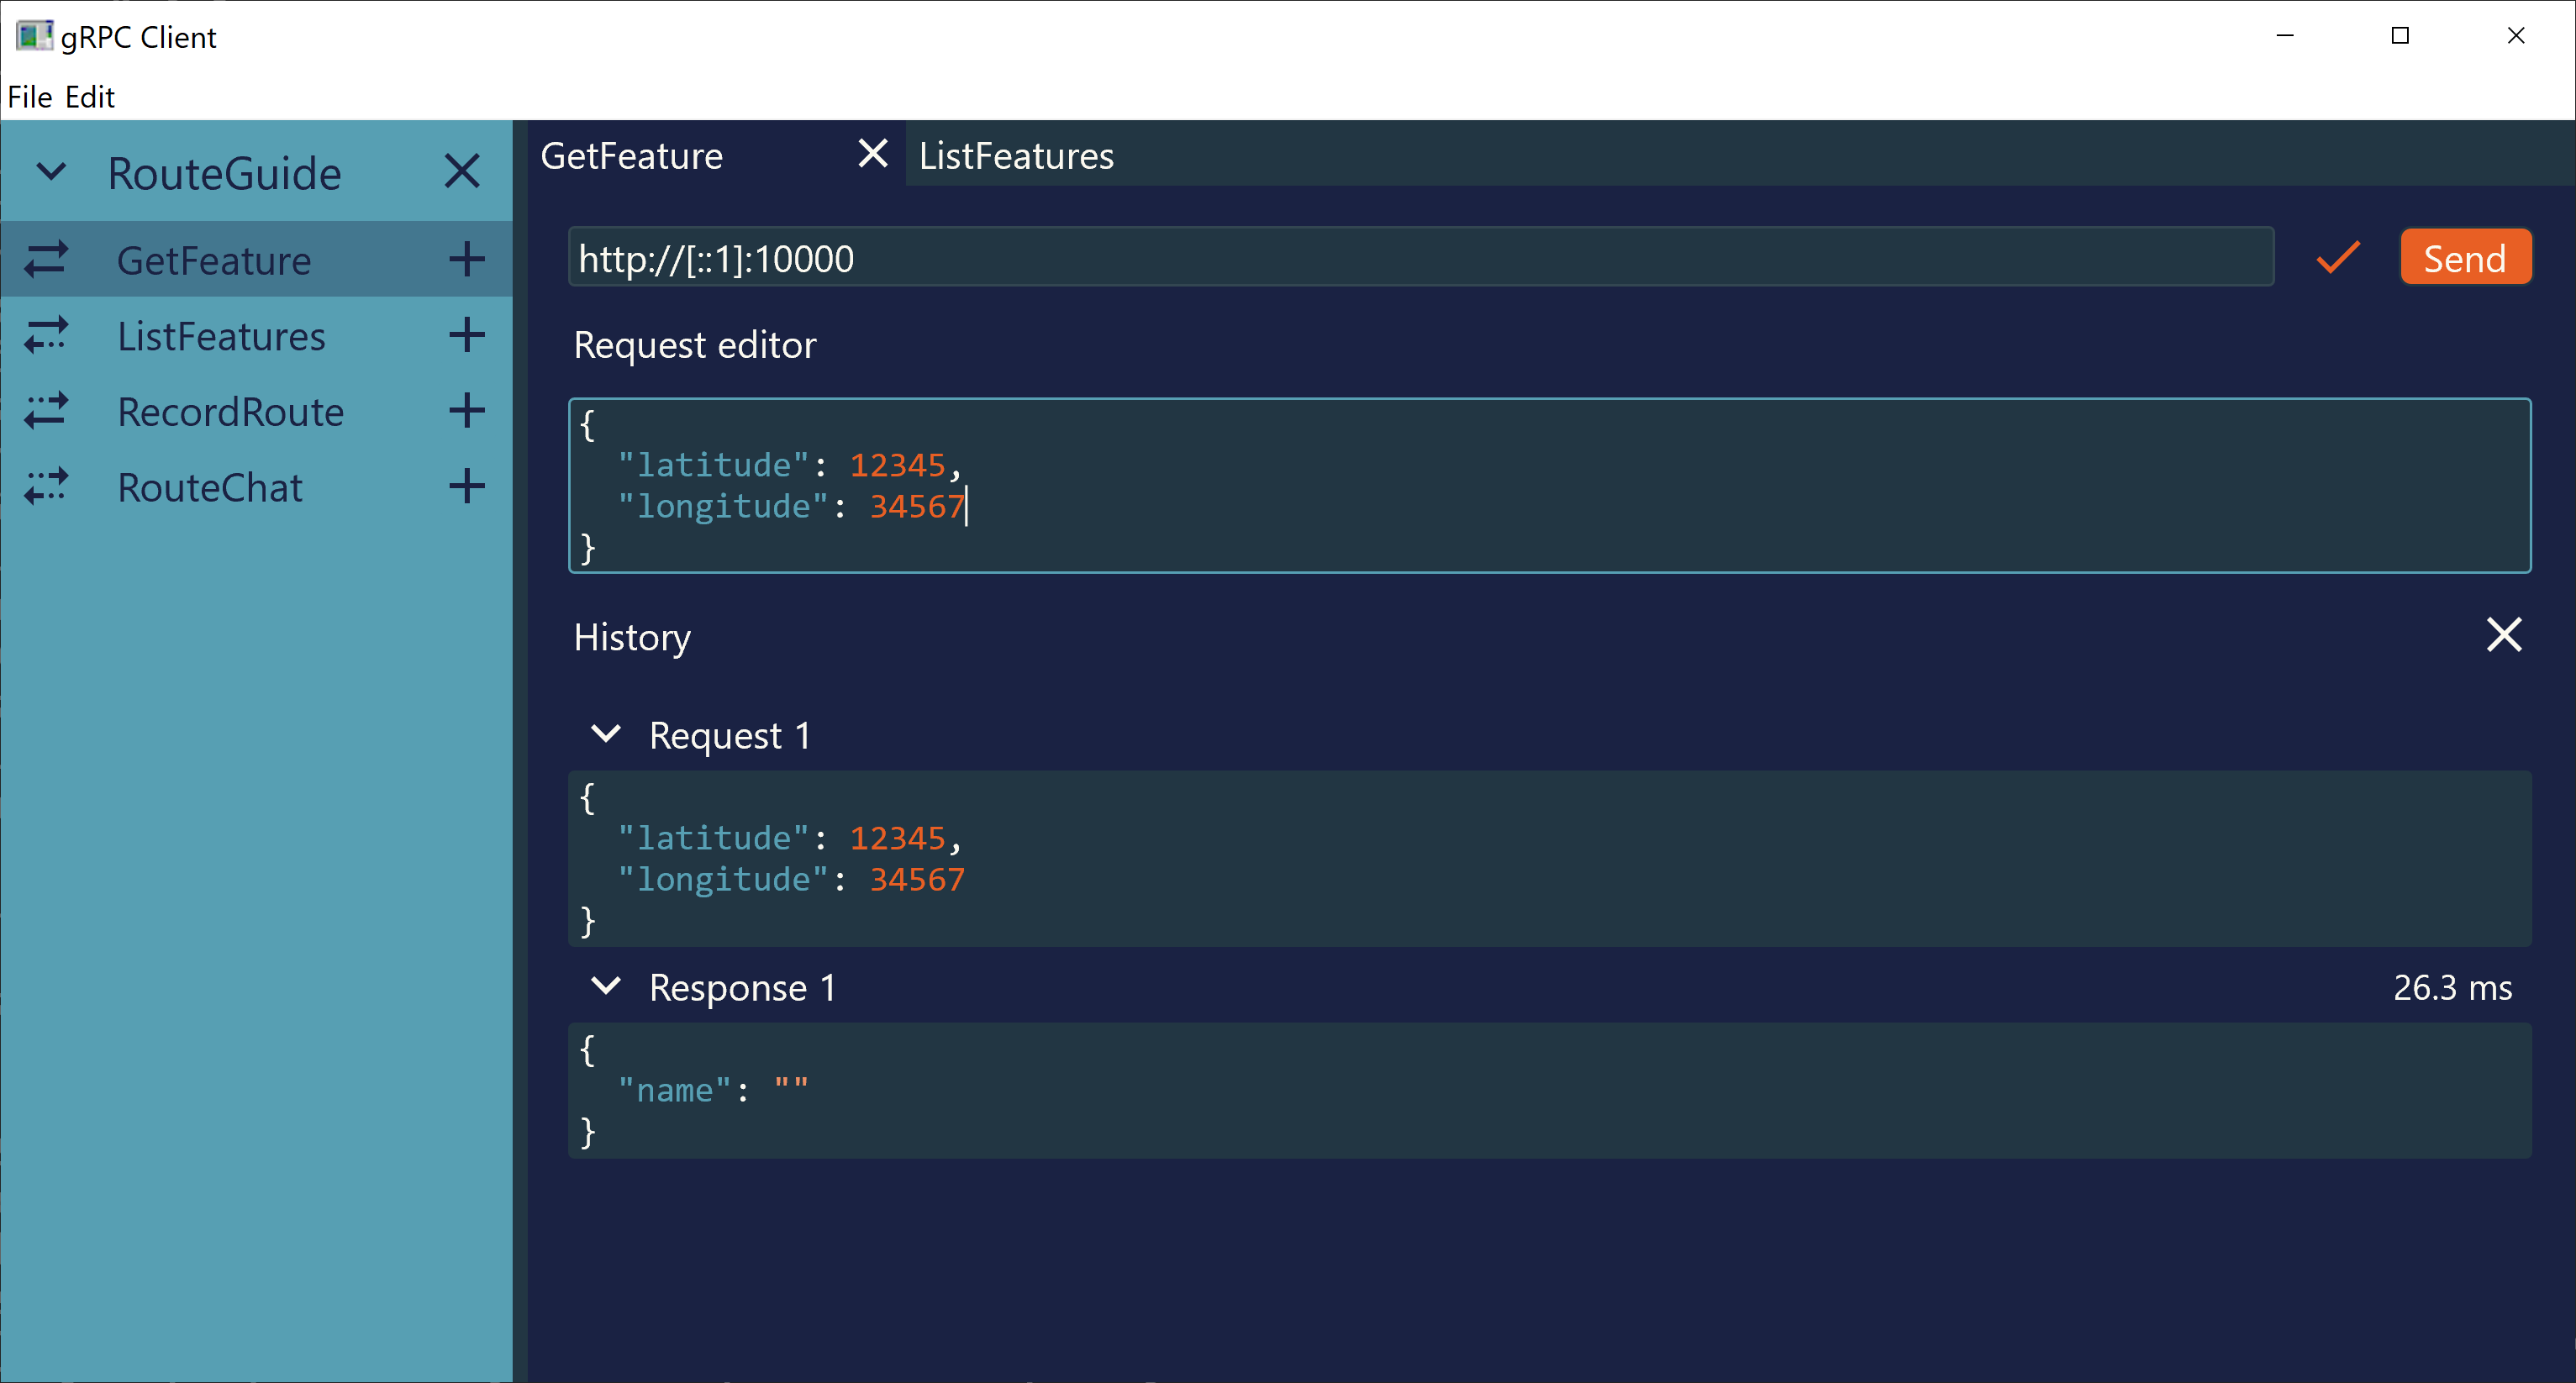 gRPC Client
File Edit
RouteGuide
GetFeature
ListFeatures
RecordRoute
RouteChat
GetFeature
ListFeatures
http://[::1]:10000
Send
Request editor
{
  "latitude": 12345,
  "longitude": 34567
}
History
Request 1
{
  "latitude": 12345,
  "longitude": 34567
}
Response 1
26.3 ms
{
  "name": ""
}